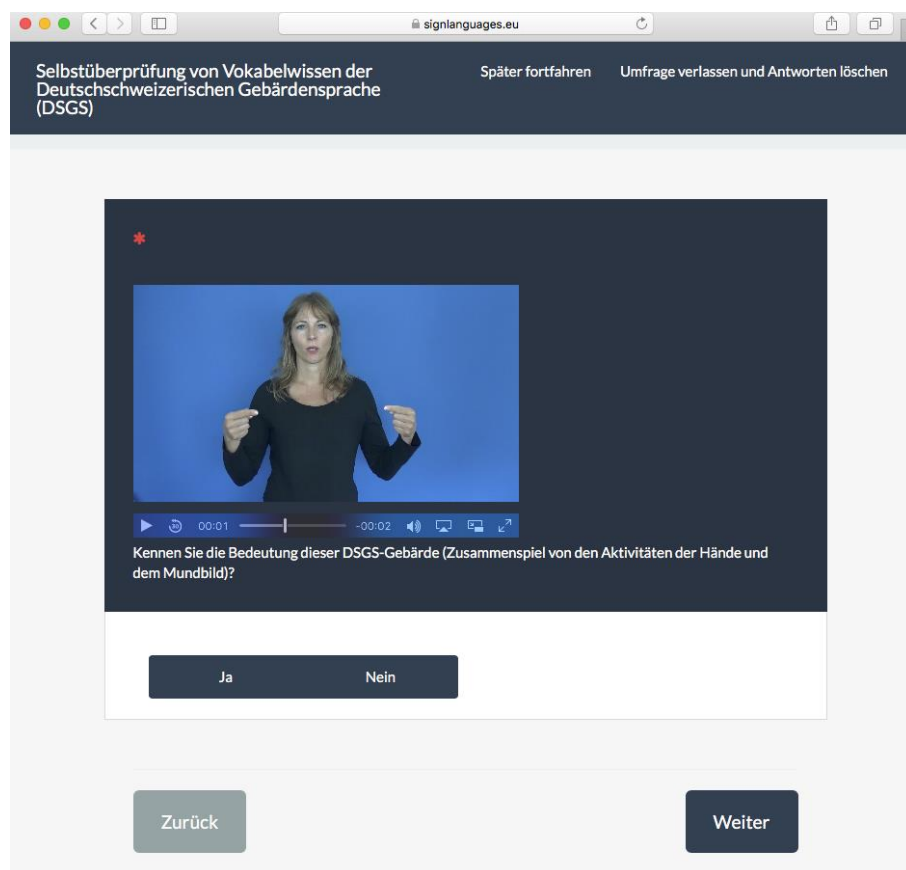 signlanguages.eu
Selbstüberprüfung von Vokabelwissen der
Deutschschweizerischen Gebärdensprache
(DSGS)
Später fortfahren
Umfrage verlassen und Antworten löschen
*
30
00:01
-00:02
Kennen Sie die Bedeutung dieser DSGS-Gebärde (Zusammenspiel von den Aktivitäten der Hände und
dem Mundbild)?
Ja
Nein
Zurück
Weiter